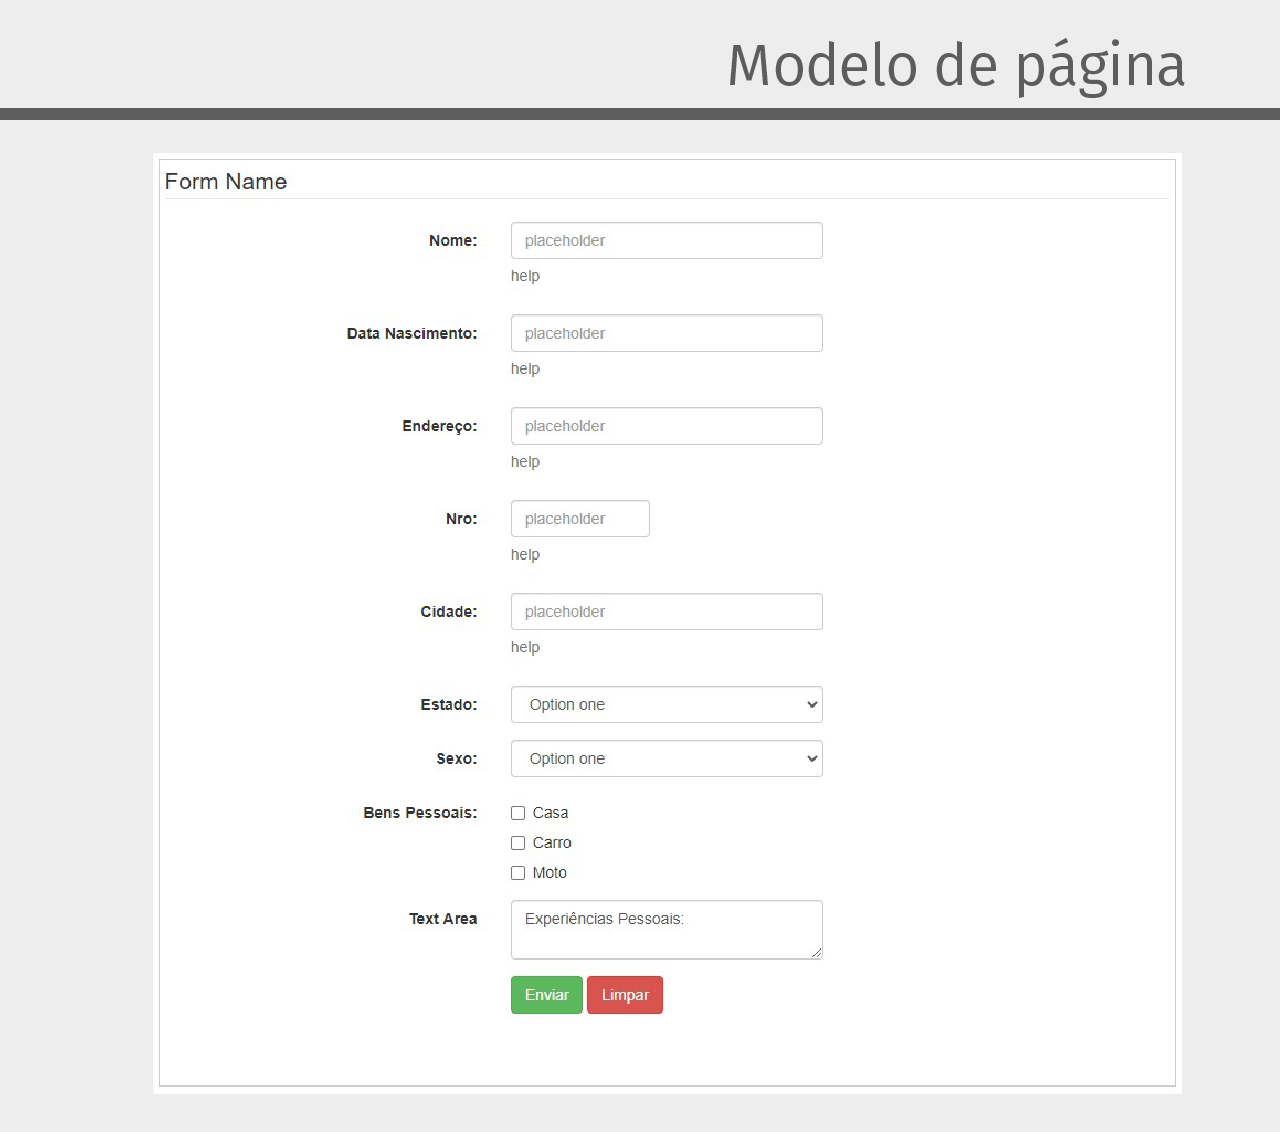 Modelo de página
Form Name
Nome:
placeholder
help
Data Nascimento:
placeholder
help
Endereço:
placeholder
help
Nro:
placeholder
help
Cidade:
placeholder
help
Estado:
Option one
Sexo:
Option one
Bens Pessoais:
Casa
Carro
Moto
Text Area
Experiências Pessoais:
Enviar Limpar